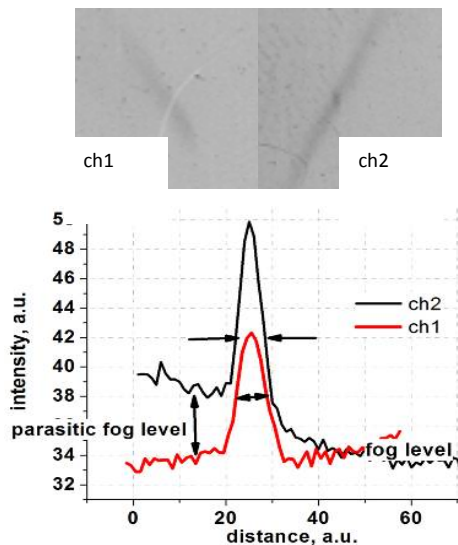 ch1
ch2
5
48
46
44
42
40
38
34
32
intensity, a.u.
ch2
ch1
parasitic fog level
fog level
0
20
40
60
distance, a.u.